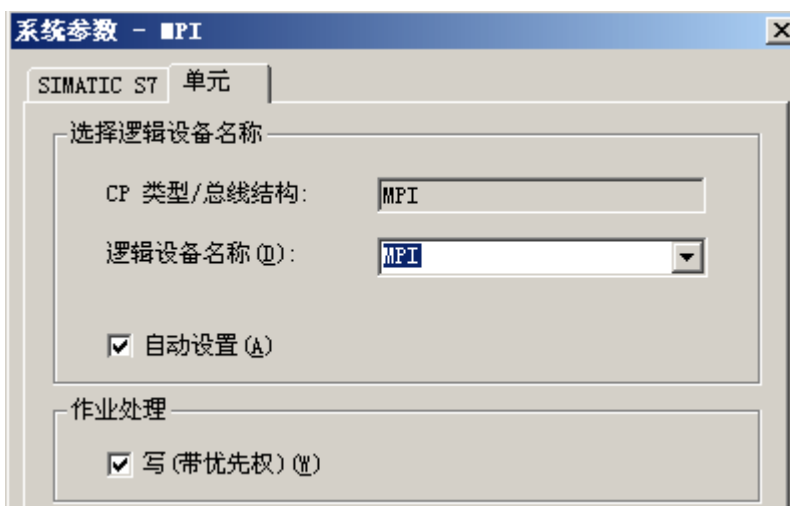 系统参数 - MPI
SIMATIC S7 单元
选择逻辑设备名称
CP 类型/总线结构: MPI
逻辑设备名称(D): MPI
自动设置(A)
作业处理
写(带优先权)(W)